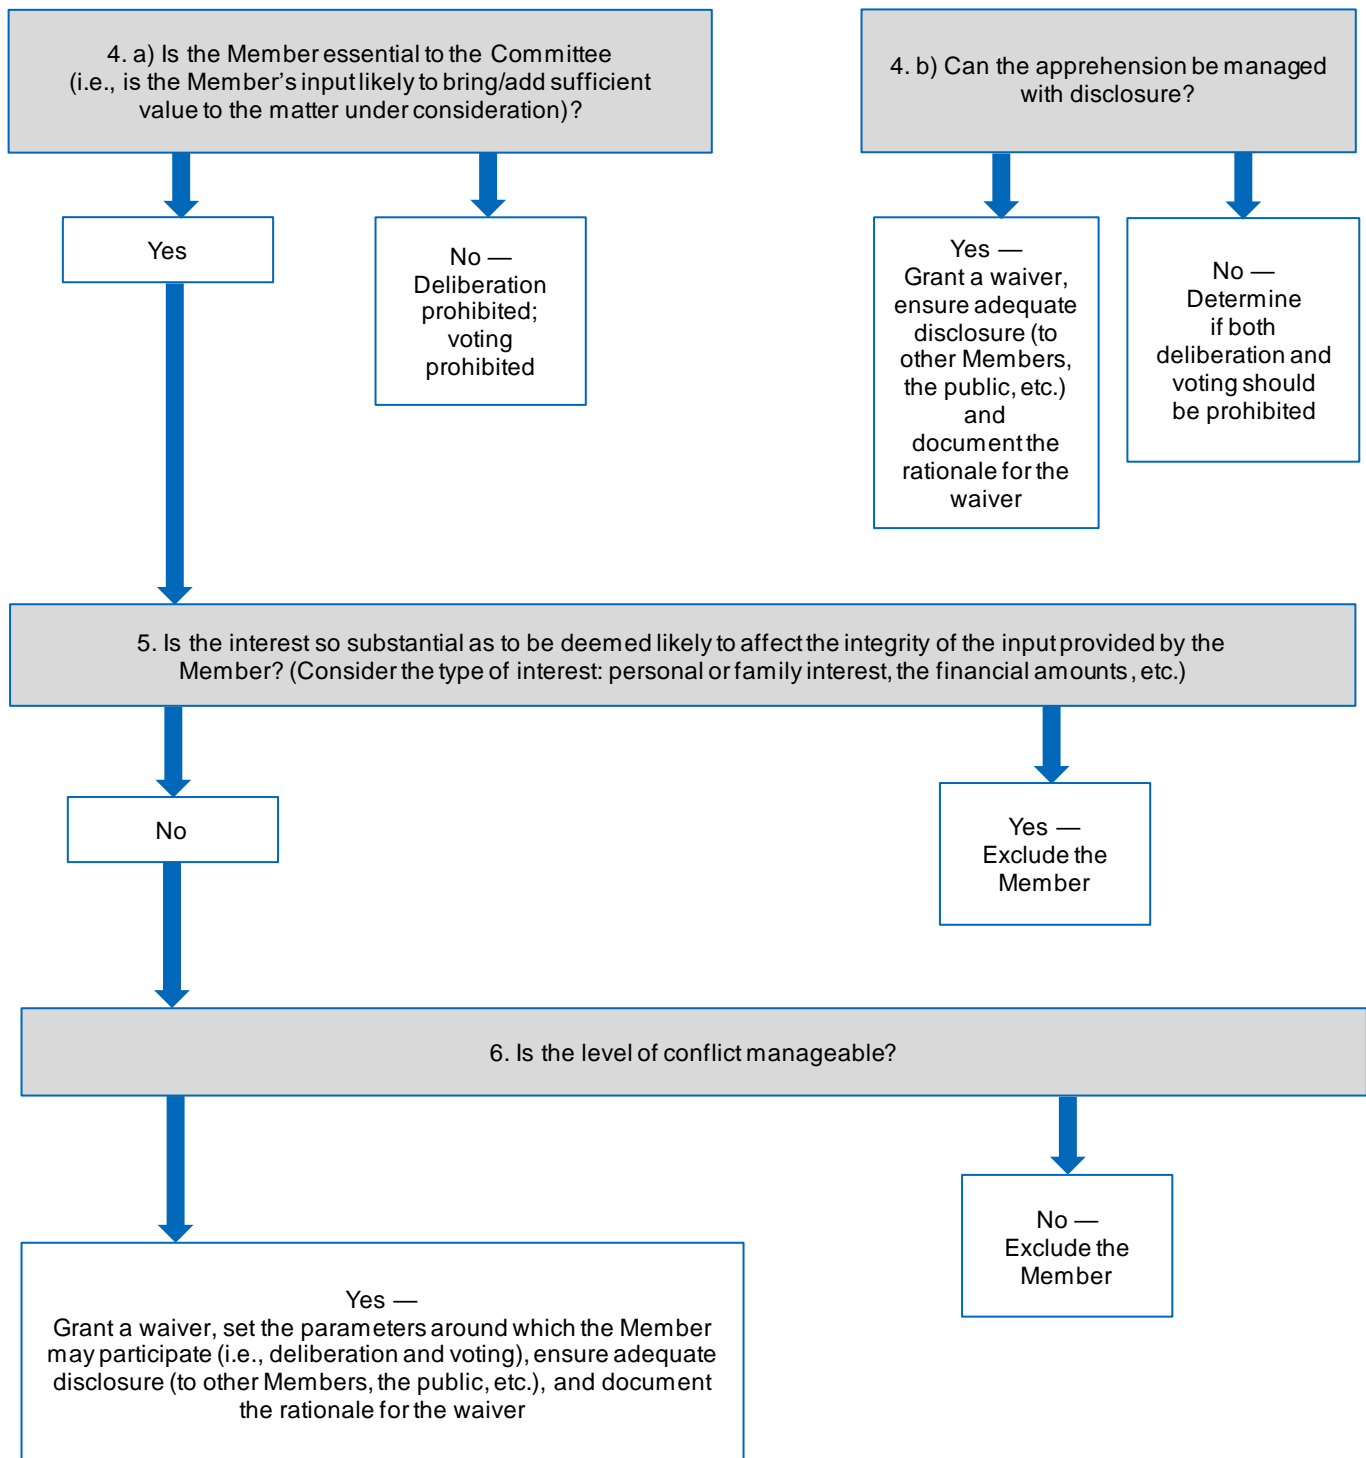 4. a) Is the Member essential to the Committee
(i.e., is the Member’s input likely to bring/add sufficient
value to the matter under consideration)?
4. b) Can the apprehension be managed
with disclosure?
Yes
No —
Deliberation
prohibited;
voting
prohibited
Yes —
Grant a waiver,
ensure adequate
disclosure (to
other Members,
the public, etc.)
and
document the
rationale for the
waiver
No —
Determine
if both
deliberation and
voting should
be prohibited
5. Is the interest so substantial as to be deemed likely to affect the integrity of the input provided by the
Member? (Consider the type of interest: personal or family interest, the financial amounts, etc.)
No
Yes —
Exclude the
Member
6. Is the level of conflict manageable?
No —
Exclude the
Member
Yes —
Grant a waiver, set the parameters around which the Member
may participate (i.e., deliberation and voting), ensure adequate
disclosure (to other Members, the public, etc.), and document
the rationale for the waiver